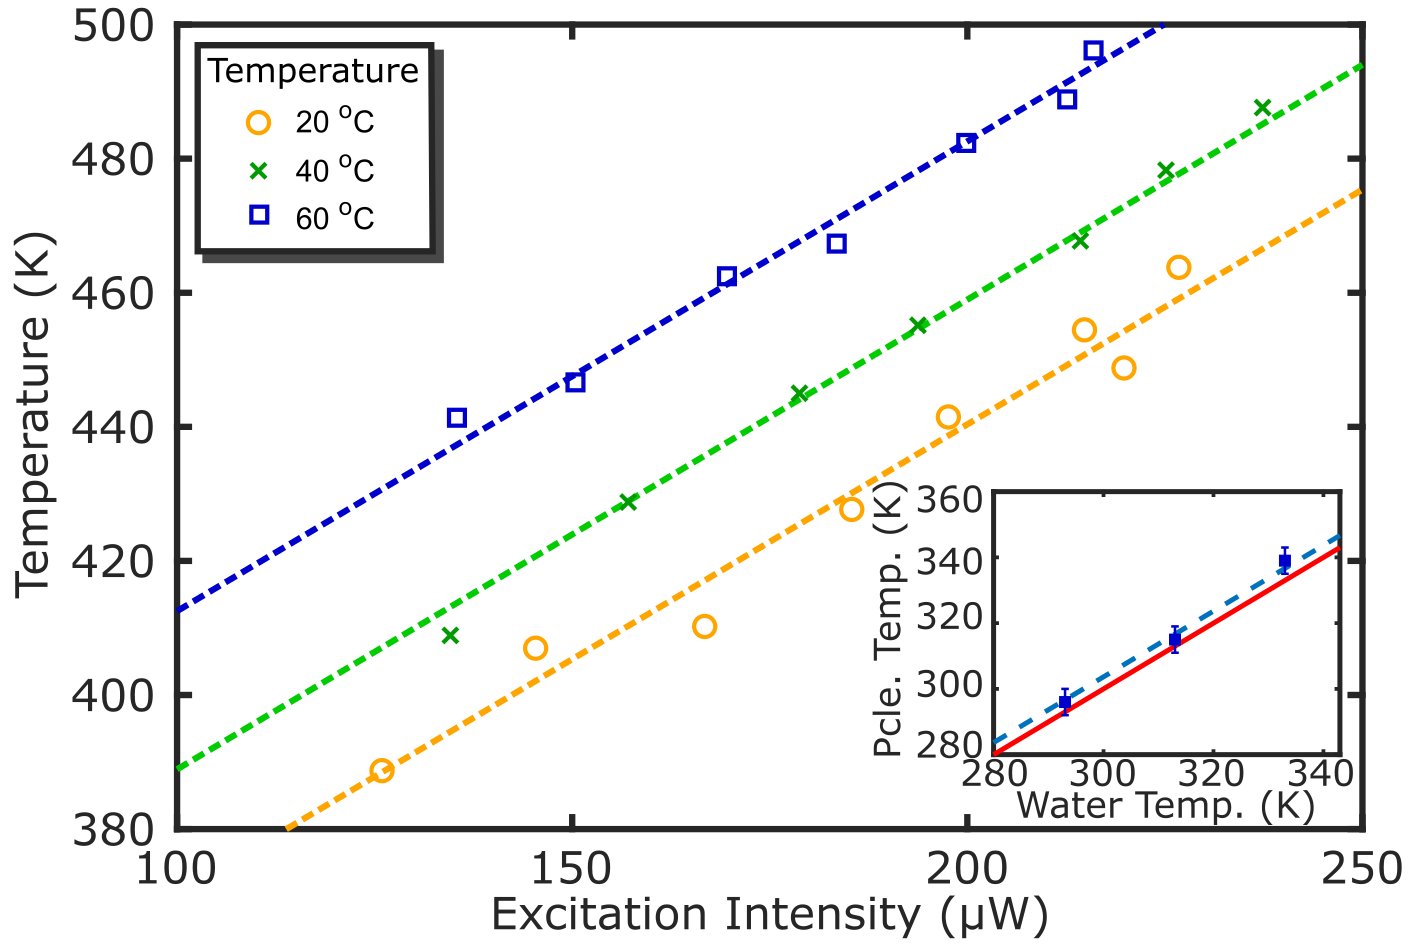 500
480
460
440
420
400
380
Temperature (K)
Temperature
20 °C
40 °C
60 °C
360
340
320
300
280
Pcle. Temp. (K)
280 300 320 340
Water Temp. (K)
100 150 200 250
Excitation Intensity (μW)